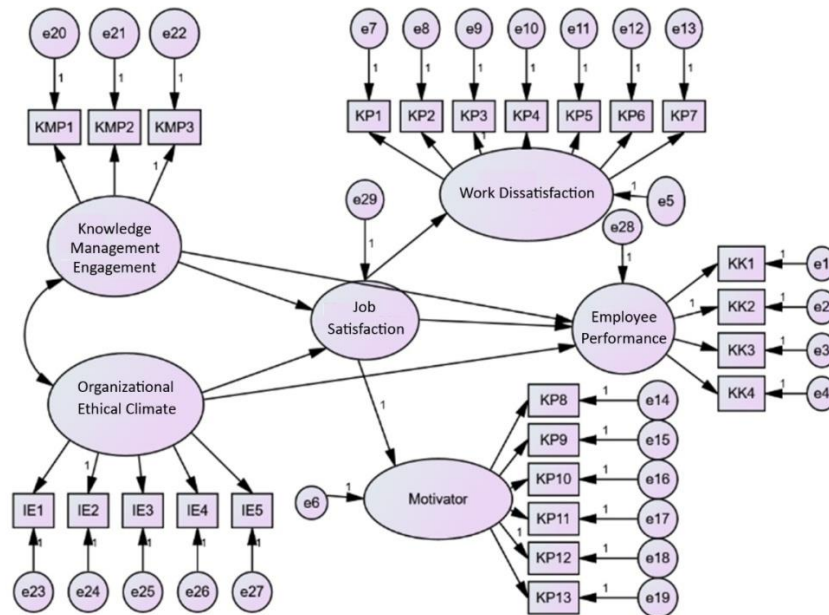 e20 e21 e22
e7 e8 e9 e10 e11 e12 e13
1 1 1
1 1 1 1 1 1 1
KMP1 KMP2 KMP3
KP1 KP2 KP3 KP4 KP5 KP6 KP7
1
1
Work Dissatisfaction
1
e5
e29
1
e28
1
Knowledge
Management
Engagement
KK1 1 e1
Job
Satisfaction
Employee
Performance
1
KK2 1 e2
KK3 1 e3
KK4 1 e4
Organizational
Ethical Climate
1
KP8 1 e14
KP9 1 e15
KP10 1 e16
KP11 1 e17
1
KP12 1 e18
KP13 1 e19
Motivator
e6 1
1
IE1 IE2 IE3 IE4 IE5
1 1 1 1 1
e23 e24 e25 e26 e27